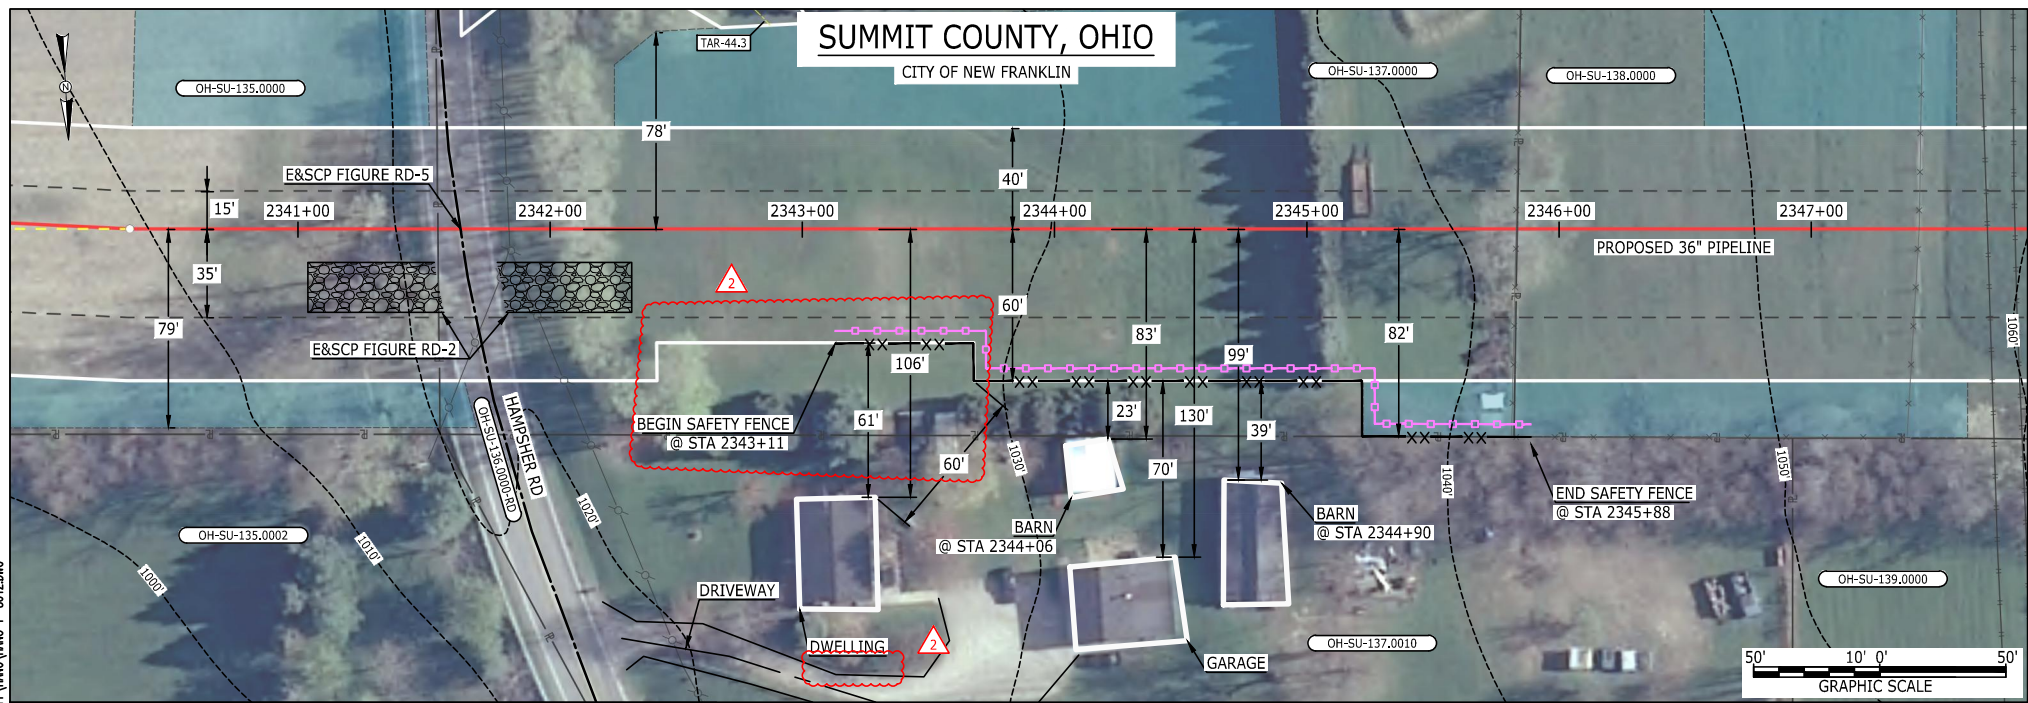 SUMMIT COUNTY, OHIO
CITY OF NEW FRANKLIN
TAR-44.3
N
OH-SU-135.0000
OH-SU-137.0000
OH-SU-138.0000
78'
E&SCP FIGURE RD-5
40'
15'
2341+00
2342+00
2343+00
2344+00
2345+00
2346+00
2347+00
PROPOSED 36" PIPELINE
35'
2
79'
60'
83'
82'
1060'
E&SCP FIGURE RD-2
106'
99'
HAMPSHER RD
OH-SU-136.0000-RD
BEGIN SAFETY FENCE
@ STA 2343+11
61'
23'
130'
39'
60'
70'
1030'
1040'
1050'
1020'
END SAFETY FENCE
@ STA 2345+88
BARN
@ STA 2344+06
BARN
@ STA 2344+90
OH-SU-135.0002
1010'
1000'
DRIVEWAY
DWELLING
2
GARAGE
OH-SU-139.0000
OH-SU-137.0010
50' 10' 0' 50'
GRAPHIC SCALE